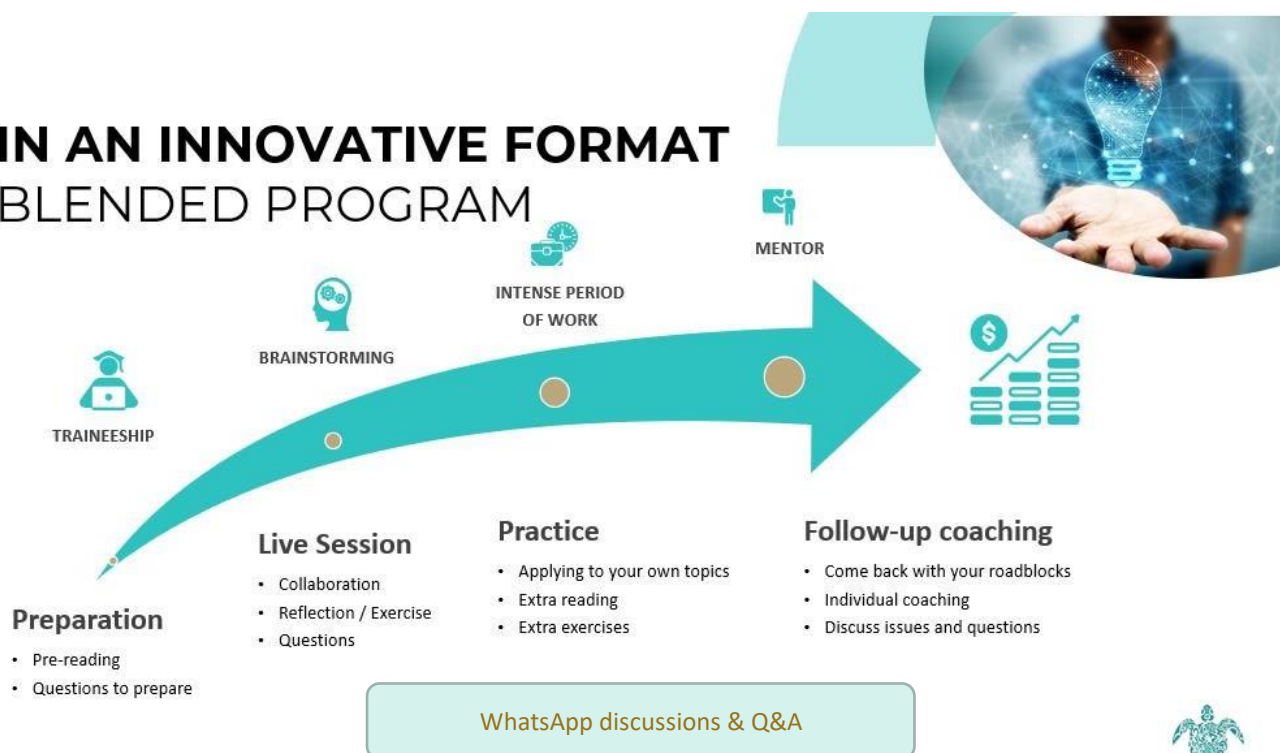 IN AN INNOVATIVE FORMAT
BLENDED PROGRAM
TRAINEESHIP
BRAINSTORMING
INTENSE PERIOD
OF WORK
MENTOR
$
Preparation
• Pre-reading
• Questions to prepare
Live Session
• Collaboration
• Reflection / Exercise
• Questions
Practice
• Applying to your own topics
• Extra reading
• Extra exercises
Follow-up coaching
• Come back with your roadblocks
• Individual coaching
• Discuss issues and questions
WhatsApp discussions & Q&A